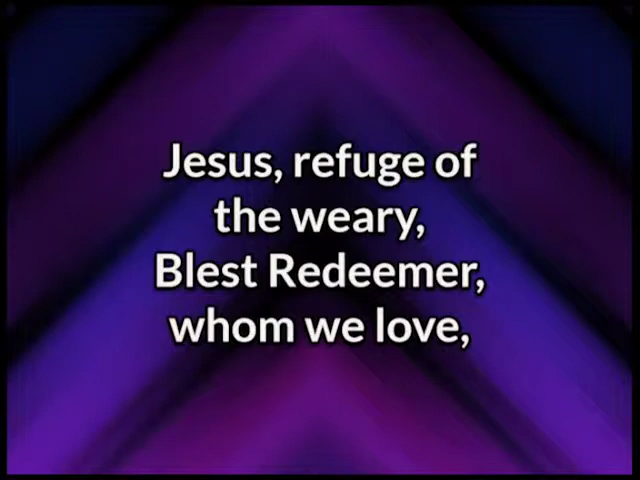 Jesus, refuge of
the weary,
Blest Redeemer,
whom we love,